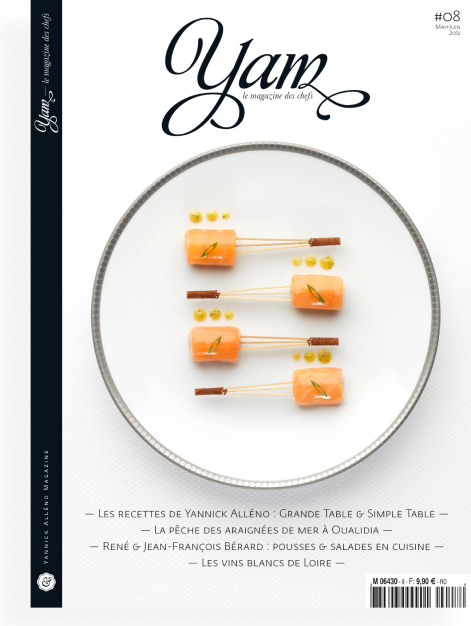 #08
Mai-Juin
2012
Yam
le magazine des chefs
Yam — le magazine des chefs
Yannick Alléno Magazine
— Les recettes de Yannick Alléno : Grande Table & Simple Table —
— La pêche des araignées de mer à Oualidia —
— René & Jean-François Bérard : pousses & salades en cuisine —
— Les vins blancs de Loire —
M 06430 - 8 - F: 9,90 € - RD